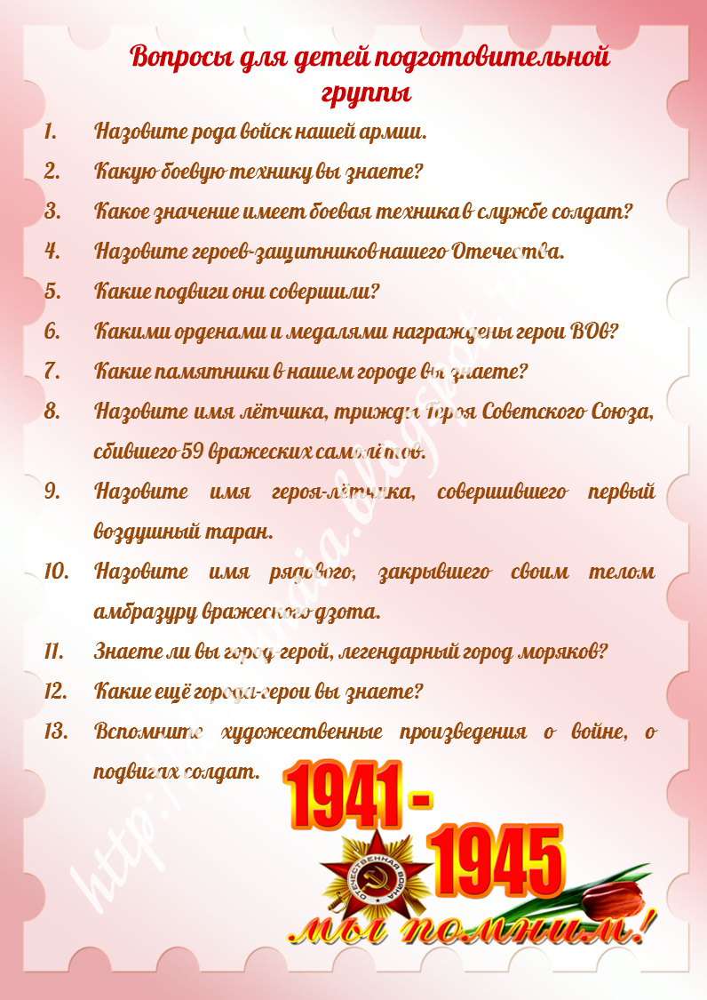 Вопросы для детей подготовительной
группы
1. Назовите рода войск нашей армии.
2. Какую боевую технику вы знаете?
3. Какое значение имеет боевая техника в службе солдат?
4. Назовите героев-защитников нашего Отечества.
5. Какие подвиги они совершили?
6. Какими орденами и медалями награждены герои ВОв?
7. Какие памятники в нашем городе вы знаете?
8. Назовите имя лётчика, трижды Героя Советского Союза,
сбившего 59 вражеских самолётов.
9. Назовите имя героя-лётчика, совершившего первый
воздушный таран.
10. Назовите имя рядового, закрывшего своим телом
амбразуру вражеского дзота.
11. Знаете ли вы город-герой, легендарный город моряков?
12. Какие ещё города-герои вы знаете?
13. Вспомните художественные произведения о войне, о
подвигах солдат.
1941 -
1945
ОТЕЧЕСТВЕННАЯ ВОЙНА
мы помним!